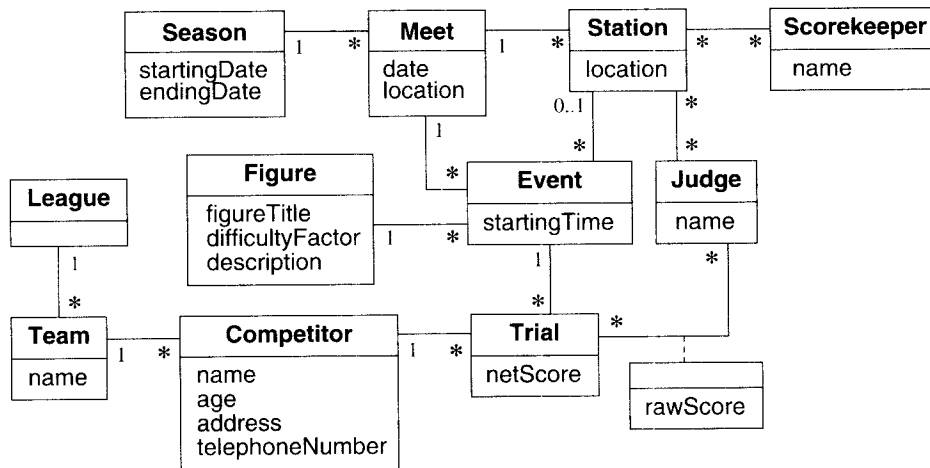 Season
startingDate
endingDate
1
*
Meet
date
location
1
*
Station
location
*
*
Scorekeeper
name
0..1
*
1
*
*
*
League
1
*
Figure
figureTitle
difficultyFactor
description
1
*
Event
startingTime
1
*
Judge
name
*
*
Team
name
1
*
Competitor
name
age
address
telephoneNumber
1
*
Trial
netScore
rawScore